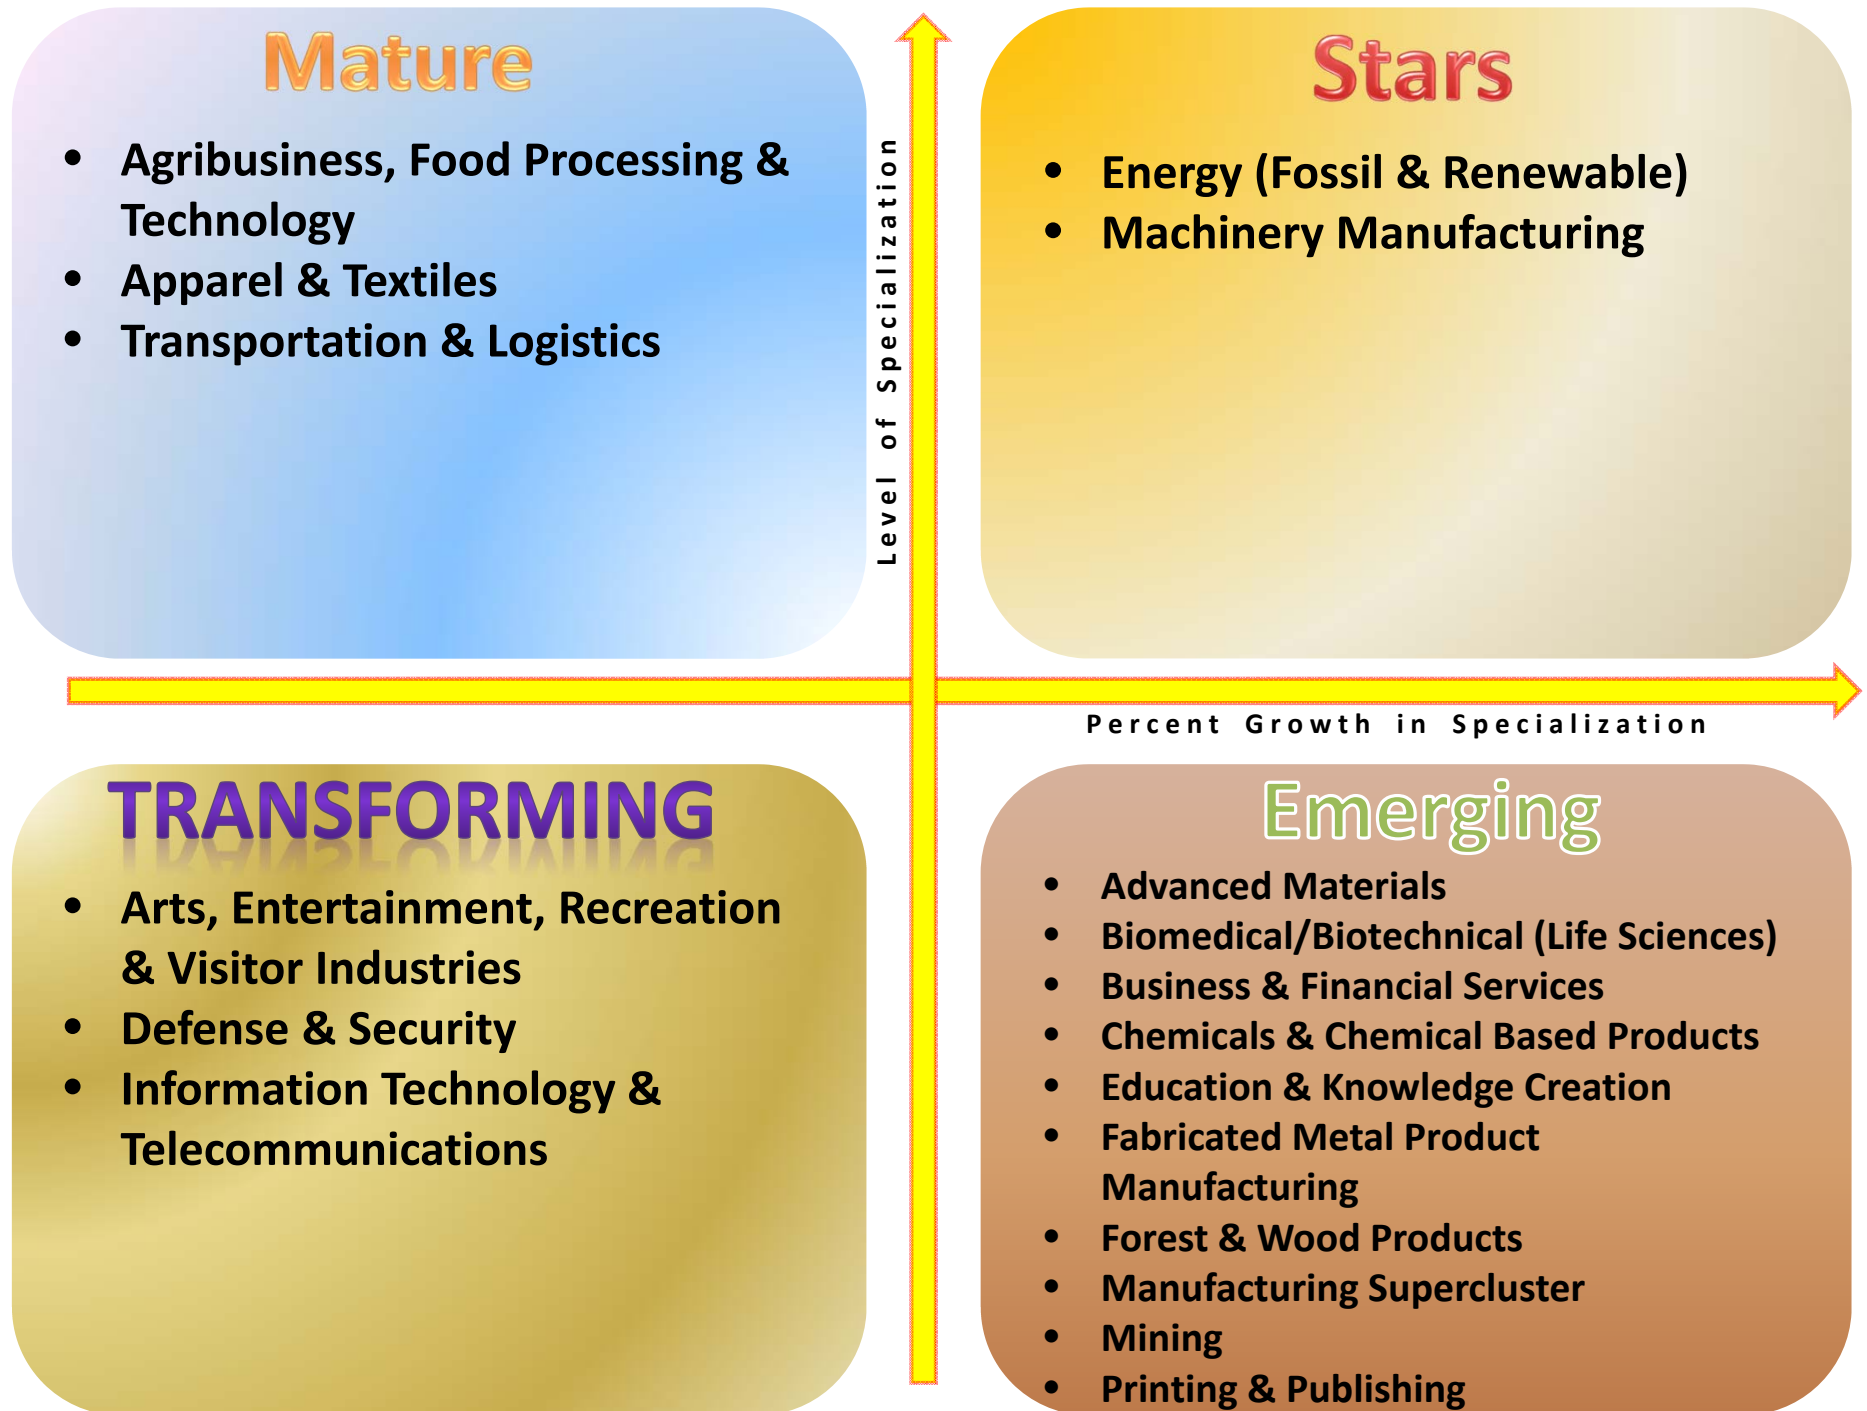 Mature
• Agribusiness, Food Processing &
Technology
• Apparel & Textiles
• Transportation & Logistics
Level of Specialization
Stars
• Energy (Fossil & Renewable)
• Machinery Manufacturing
Percent Growth in Specialization
TRANSFORMING
• Arts, Entertainment, Recreation
& Visitor Industries
• Defense & Security
• Information Technology &
Telecommunications
Emerging
• Advanced Materials
• Biomedical/Biotechnical (Life Sciences)
• Business & Financial Services
• Chemicals & Chemical Based Products
• Education & Knowledge Creation
• Fabricated Metal Product
Manufacturing
• Forest & Wood Products
• Manufacturing Supercluster
• Mining
• Printing & Publishing